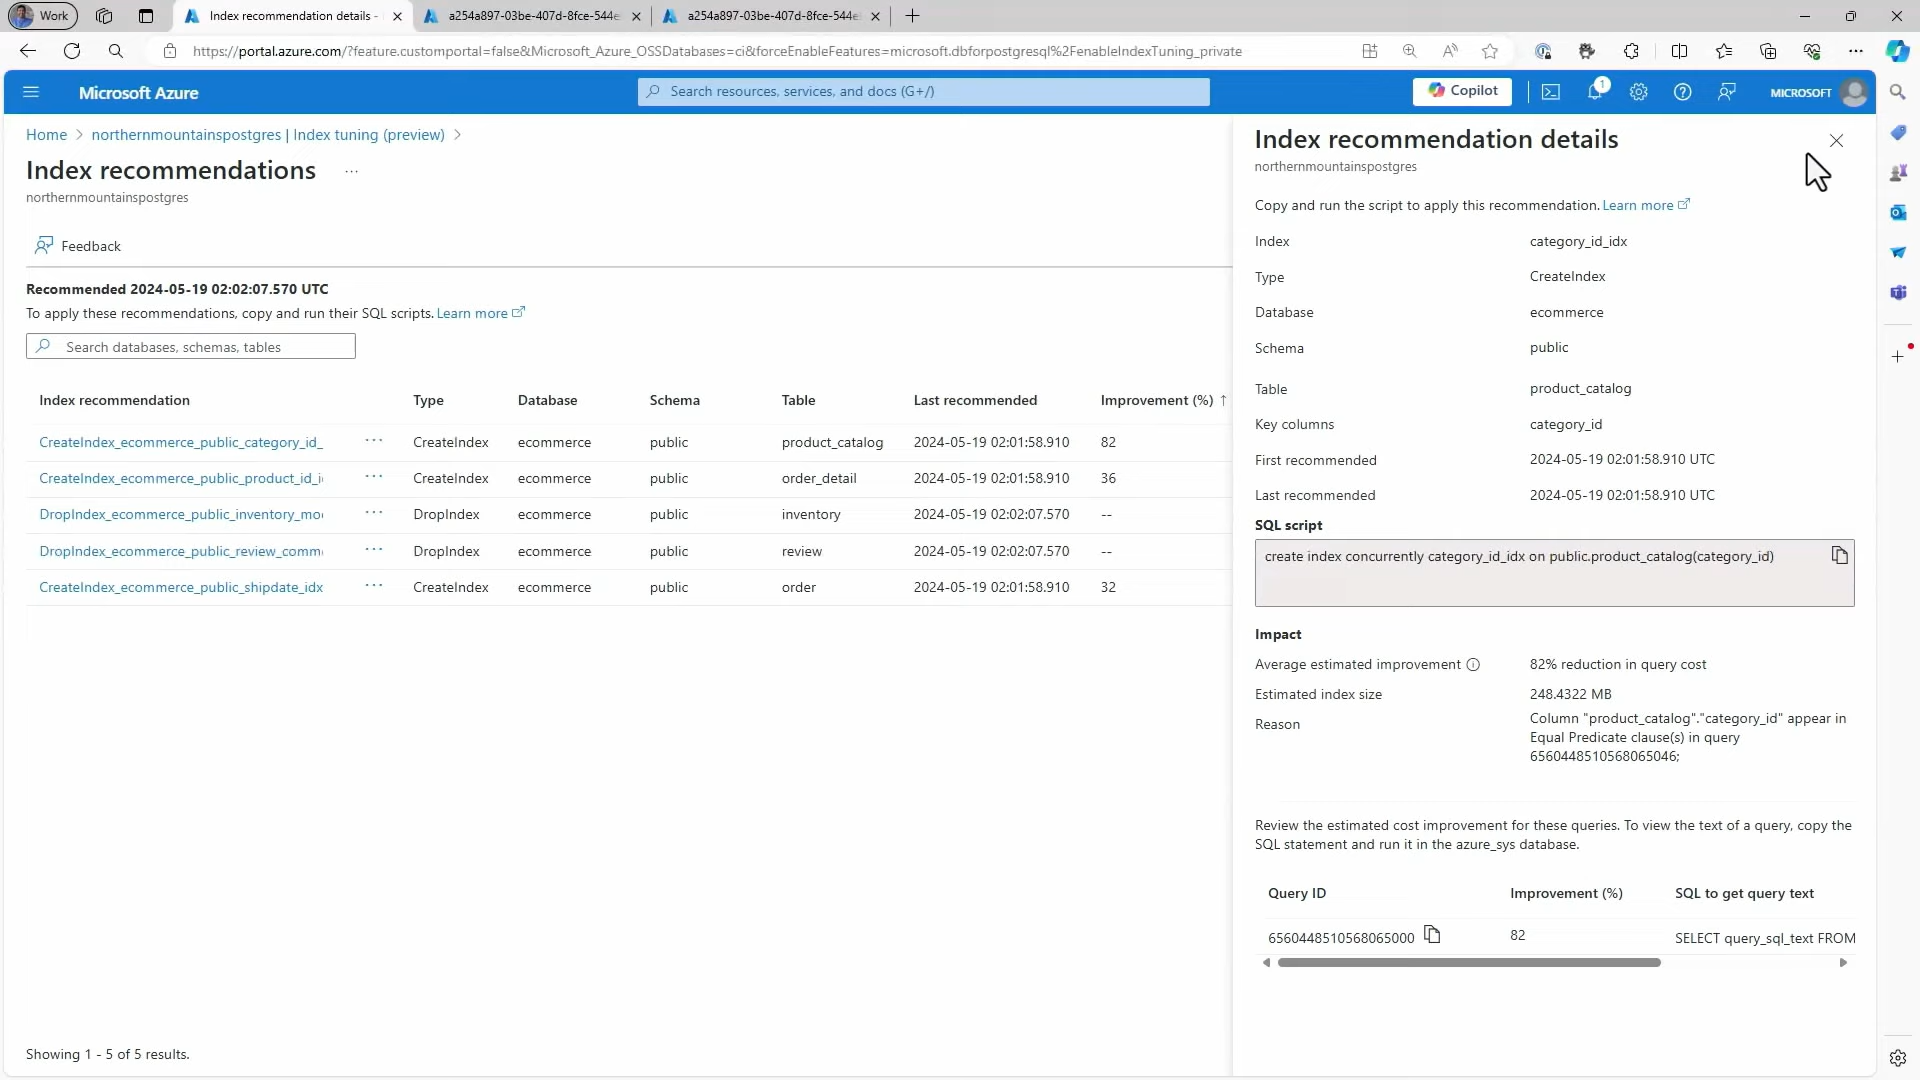 Work
Index recommendation details -
a254a897-03be-407d-8fce-544e
a254a897-03be-407d-8fce-544e
https://portal.azure.com/?feature.customportal=false&Microsoft_Azure_OSSDatabases=ci&forceEnableFeatures=microsoft.dbforpostgresql%2FenableIndexTuning_private
Microsoft Azure
Search resources, services, and docs (G+/)
Copilot
1
MICROSOFT
Home > northernmountainspostgres | Index tuning (preview) >
Index recommendations ...
northernmountainspostgres
Feedback
Recommended 2024-05-19 02:02:07.570 UTC
To apply these recommendations, copy and run their SQL scripts. Learn more
Search databases, schemas, tables
Index recommendation Type Database Schema Table Last recommended Improvement (%) ↑
CreateIndex_ecommerce_public_category_id_ ... CreateIndex ecommerce public product_catalog 2024-05-19 02:01:58.910 82
CreateIndex_ecommerce_public_product_id_i ... CreateIndex ecommerce public order_detail 2024-05-19 02:01:58.910 36
DropIndex_ecommerce_public_inventory_mo ... DropIndex ecommerce public inventory 2024-05-19 02:02:07.570 --
DropIndex_ecommerce_public_review_comm ... DropIndex ecommerce public review 2024-05-19 02:02:07.570 --
CreateIndex_ecommerce_public_shipdate_idx ... CreateIndex ecommerce public order 2024-05-19 02:01:58.910 32
Showing 1 - 5 of 5 results.
Index recommendation details
northernmountainspostgres
Copy and run the script to apply this recommendation. Learn more
Index category_id_idx
Type CreateIndex
Database ecommerce
Schema public
Table product_catalog
Key columns category_id
First recommended 2024-05-19 02:01:58.910 UTC
Last recommended 2024-05-19 02:01:58.910 UTC
SQL script
create index concurrently category_id_idx on public.product_catalog(category_id)
Impact
Average estimated improvement 82% reduction in query cost
Estimated index size 248.4322 MB
Reason Column "product_catalog"."category_id" appear in
Equal Predicate clause(s) in query
6560448510568065046;
Review the estimated cost improvement for these queries. To view the text of a query, copy the
SQL statement and run it in the azure_sys database.
Query ID Improvement (%) SQL to get query text
6560448510568065000 82 SELECT query_sql_text FROM